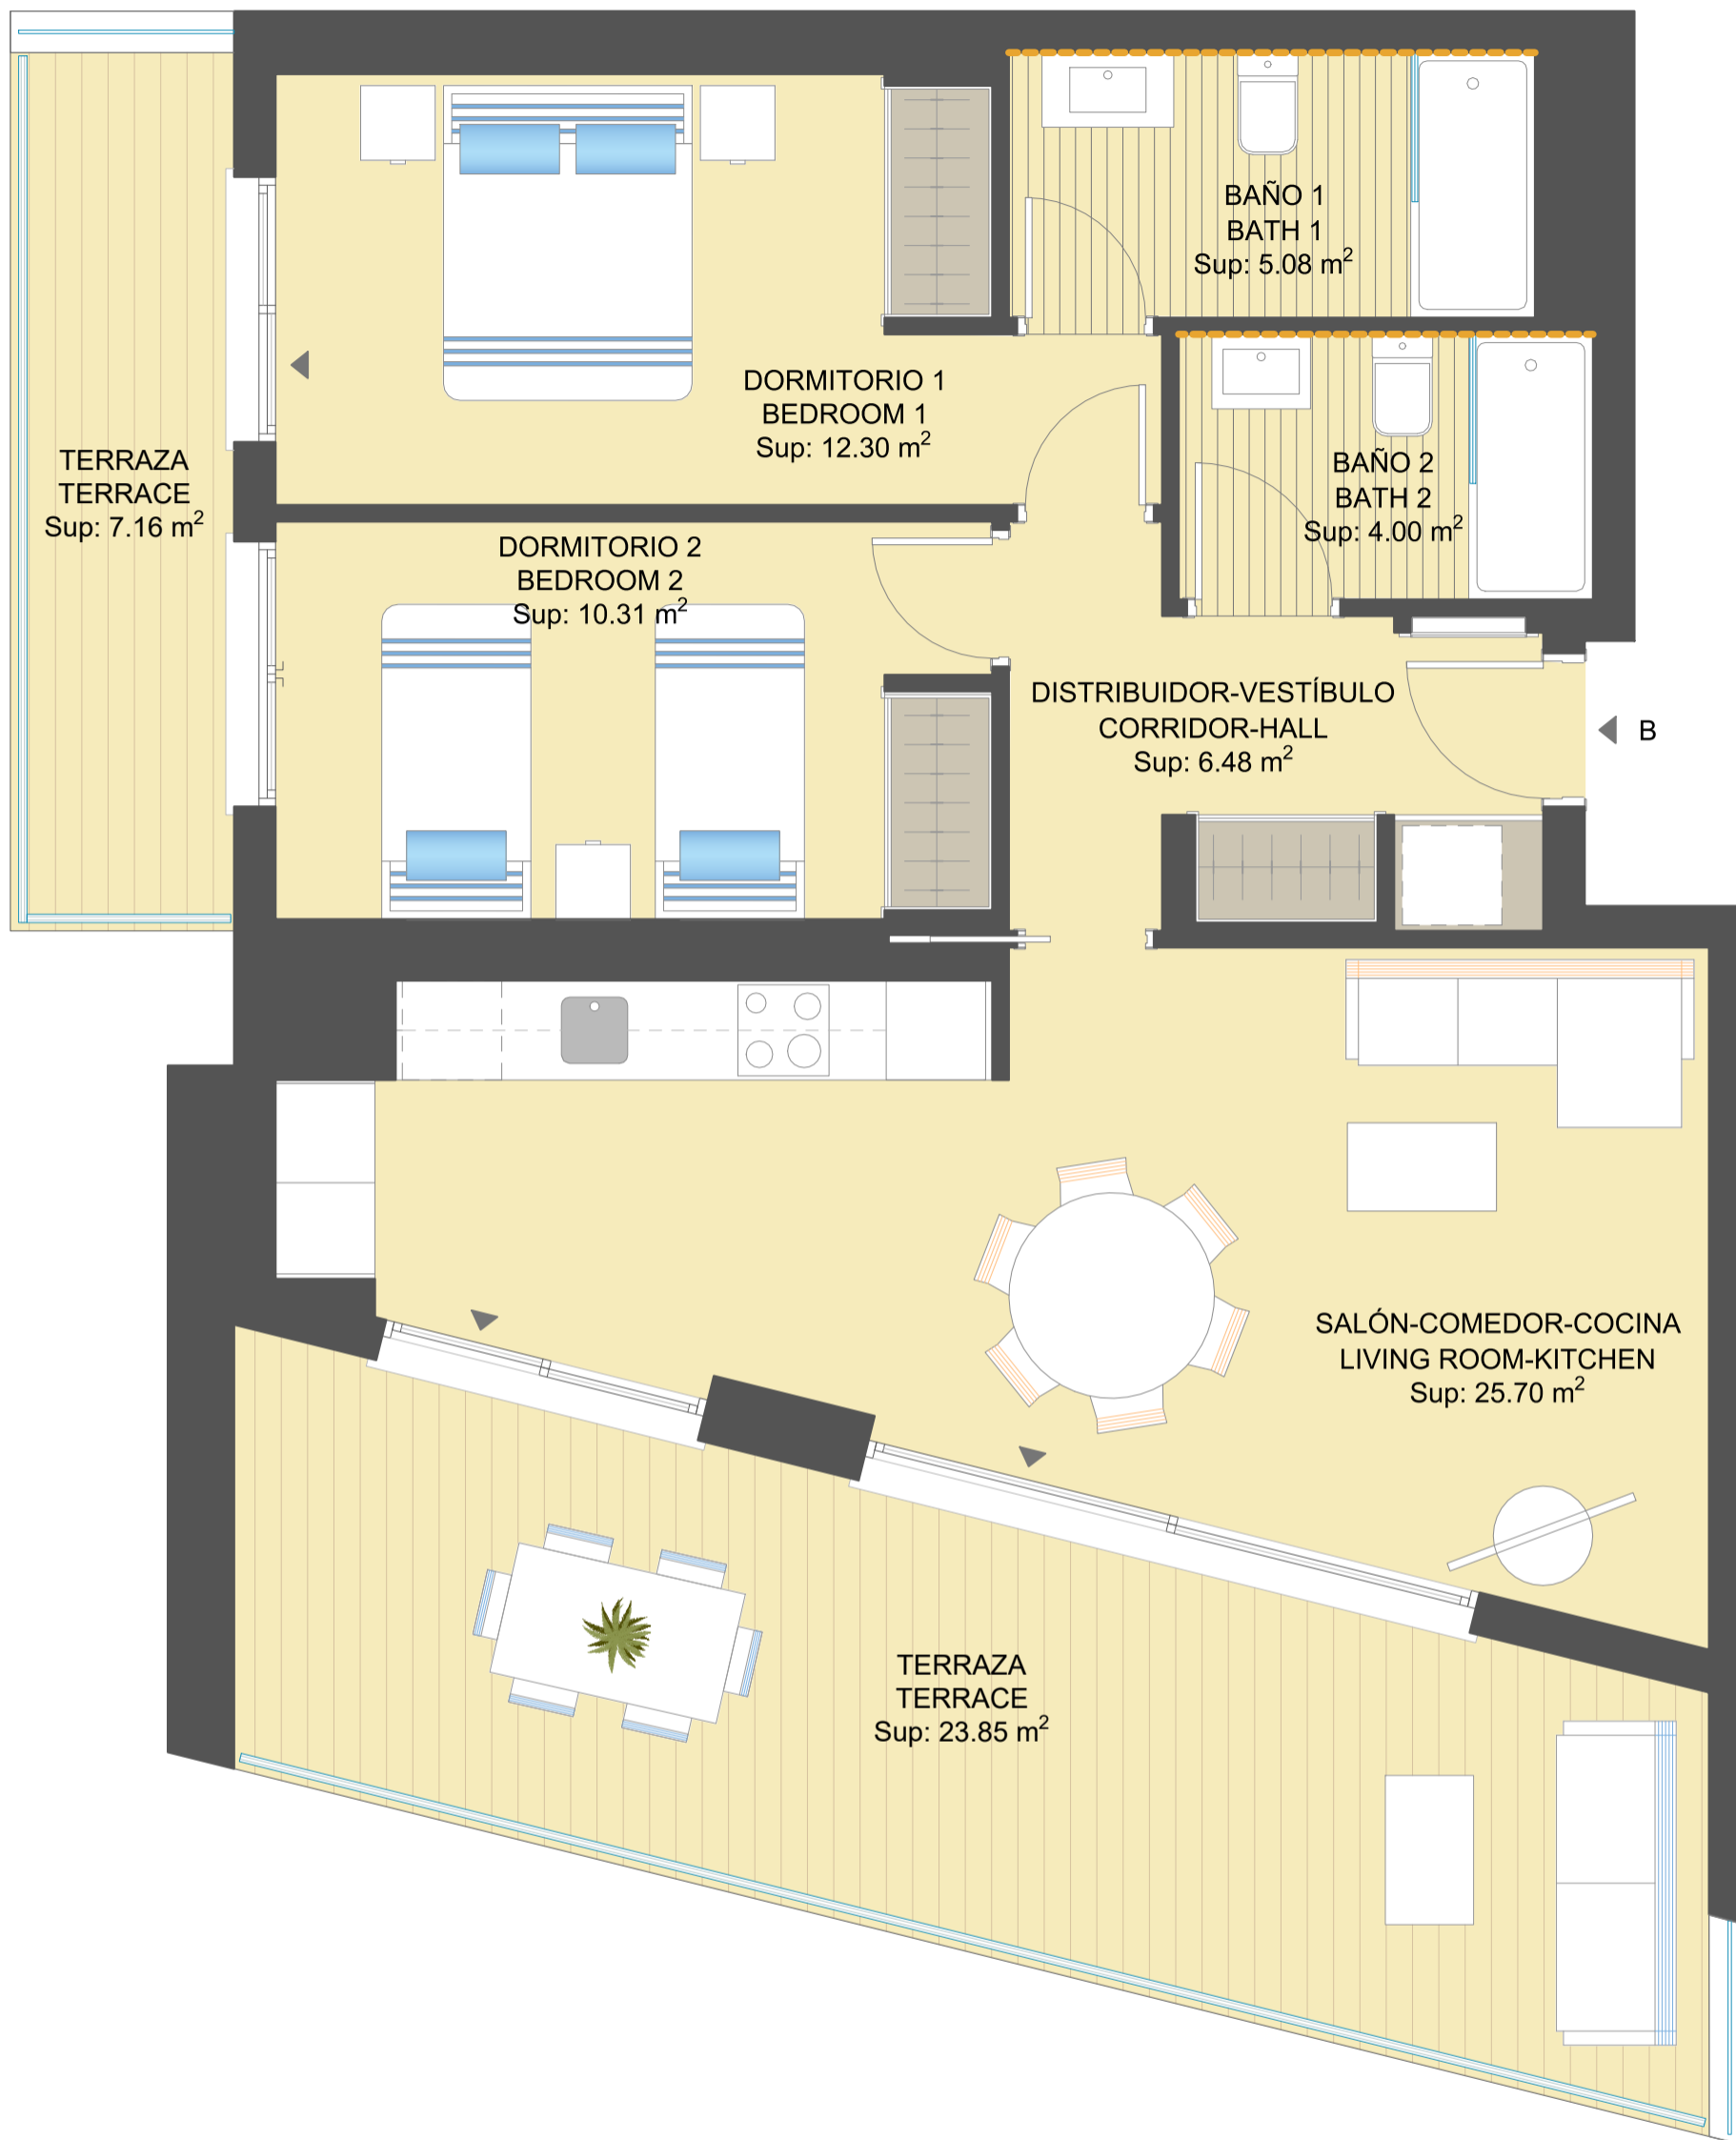 BAÑO 1
BATH 1
Sup: 5.08 m²
DORMITORIO 1
BEDROOM 1
Sup: 12.30 m²
TERRAZA
TERRACE
Sup: 7.16 m²
BAÑO 2
BATH 2
Sup: 4.00 m²
DORMITORIO 2
BEDROOM 2
Sup: 10.31 m²
DISTRIBUIDOR-VESTÍBULO
CORRIDOR-HALL
Sup: 6.48 m²
B
SALÓN-COMEDOR-COCINA
LIVING ROOM-KITCHEN
Sup: 25.70 m²
TERRAZA
TERRACE
Sup: 23.85 m²